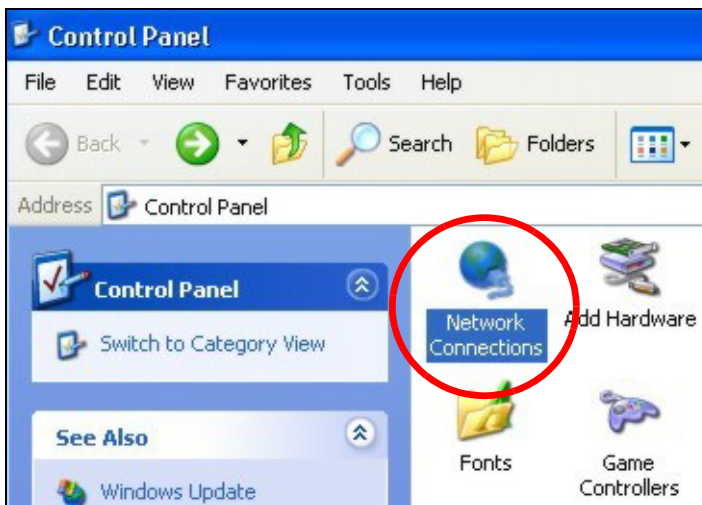 Control Panel
File Edit View Favorites Tools Help
Back Search Folders
Address Control Panel
Control Panel
Switch to Category View
See Also
Windows Update
Network Connections
Add Hardware
Fonts
Game Controllers